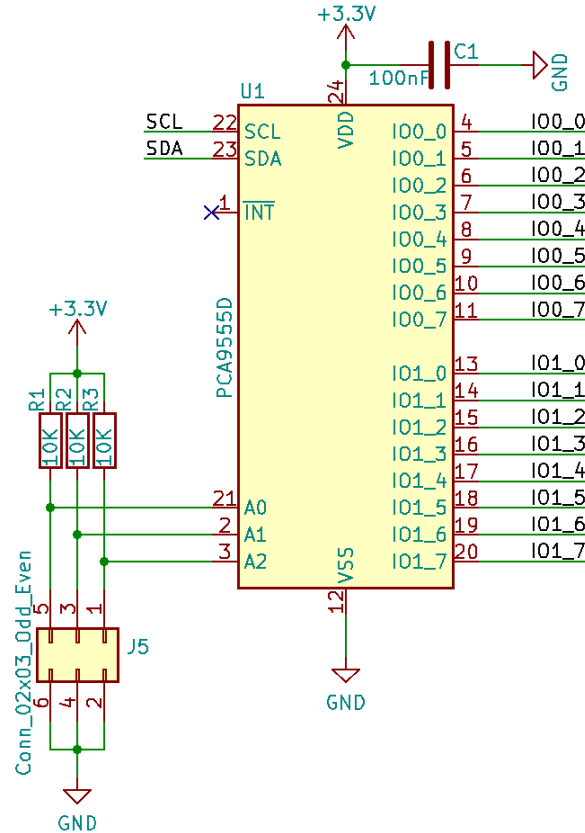 +3.3V
C1
100nF
GND
U1
24
VDD
SCL 22 SCL
SDA 23 SDA
1 INT
PCA9555D
IO0_0 4 IO0_0
IO0_1 5 IO0_1
IO0_2 6 IO0_2
IO0_3 7 IO0_3
IO0_4 8 IO0_4
IO0_5 9 IO0_5
IO0_6 10 IO0_6
IO0_7 11 IO0_7
IO1_0 13 IO1_0
IO1_1 14 IO1_1
IO1_2 15 IO1_2
IO1_3 16 IO1_3
IO1_4 17 IO1_4
IO1_5 18 IO1_5
IO1_6 19 IO1_6
IO1_7 20 IO1_7
+3.3V
R1 R2 R3
10K 10K 10K
21 A0
2 A1
3 A2
VSS
12
GND
5 3 1
J5
Conn_02x03_Odd_Even
6 4 2
GND